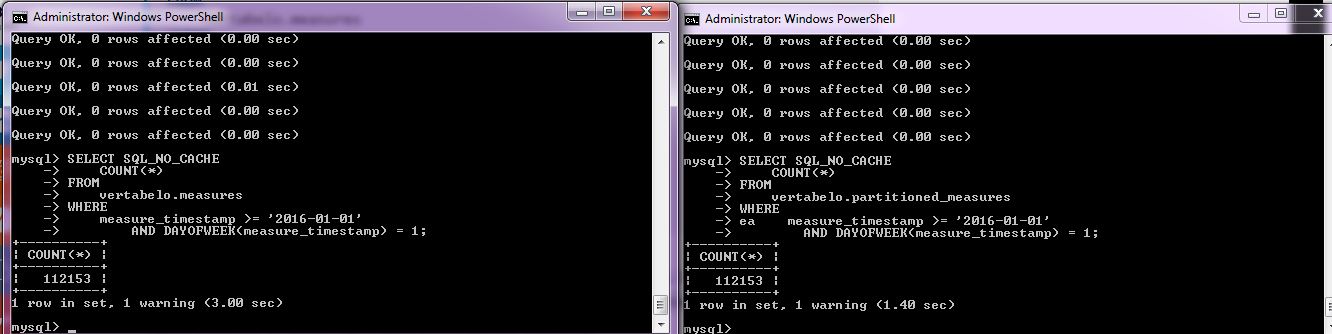 Administrator: Windows PowerShell
Query OK, 0 rows affected (0.00 sec)
Query OK, 0 rows affected (0.00 sec)
Query OK, 0 rows affected (0.01 sec)
Query OK, 0 rows affected (0.00 sec)
Query OK, 0 rows affected (0.00 sec)
mysql> SELECT SQL_NO_CACHE
-> COUNT(*)
-> FROM
-> vertabelo.measures
-> WHERE
-> measure_timestamp >= '2016-01-01'
-> AND DAYOFWEEK(measure_timestamp) = 1;
+-----------+
| COUNT(*) |
+-----------+
| 112153 |
+-----------+
1 row in set, 1 warning (3.00 sec)
mysql> _
Administrator: Windows PowerShell
Query OK, 0 rows affected (0.00 sec)
Query OK, 0 rows affected (0.00 sec)
Query OK, 0 rows affected (0.00 sec)
Query OK, 0 rows affected (0.00 sec)
Query OK, 0 rows affected (0.00 sec)
mysql> SELECT SQL_NO_CACHE
-> COUNT(*)
-> FROM
-> vertabelo.partitioned_measures
-> WHERE
-> ea measure_timestamp >= '2016-01-01'
-> AND DAYOFWEEK(measure_timestamp) = 1;
+-----------+
| COUNT(*) |
+-----------+
| 112153 |
+-----------+
1 row in set, 1 warning (1.40 sec)
mysql>